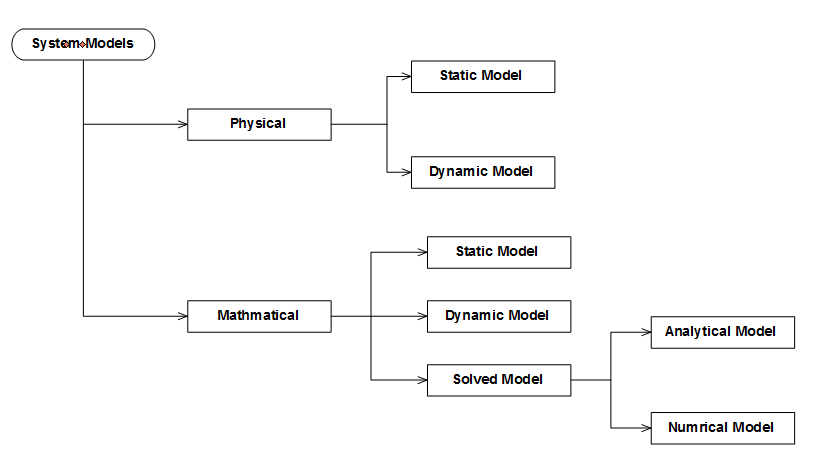 System Models
Static Model
Physical
Dynamic Model
Static Model
Mathmatical
Dynamic Model
Analytical Model
Solved Model
Numrical Model